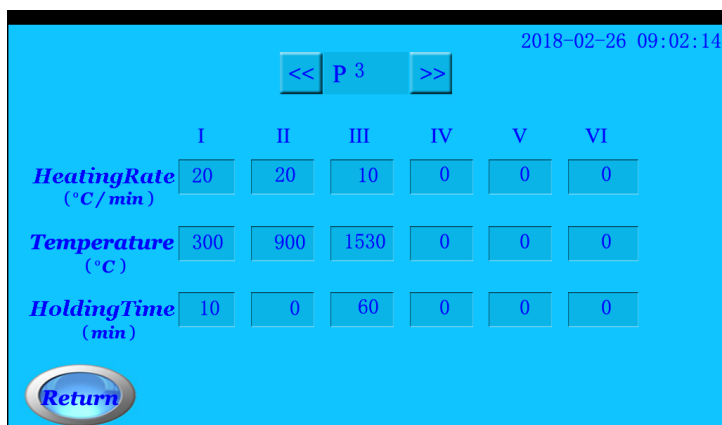 2018-02-26 09:02:14
<< P 3 >>
I II III IV V VI
HeatingRate 20 20 10 0 0 0
(°C/min)
Temperature 300 900 1530 0 0 0
(°C)
HoldingTime 10 0 60 0 0 0
(min)
Return